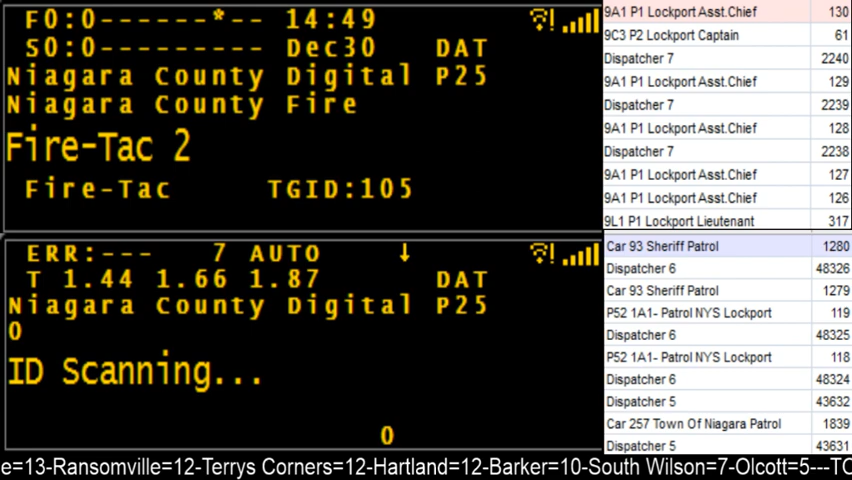 F0:0------*-- 14:49
S0:0--------- Dec30 DAT
Niagara County Digital P25
Niagara County Fire
Fire-Tac 2
Fire-Tac TGID:105
9A1 P1 Lockport Asst.Chief 130
9C3 P2 Lockport Captain 61
Dispatcher 7 2240
9A1 P1 Lockport Asst.Chief 129
Dispatcher 7 2239
9A1 P1 Lockport Asst.Chief 128
Dispatcher 7 2238
9A1 P1 Lockport Asst.Chief 127
9A1 P1 Lockport Asst.Chief 126
9L1 P1 Lockport Lieutenant 317
ERR:--- 7 AUTO ↓
T 1.44 1.66 1.87 DAT
Niagara County Digital P25
0
ID Scanning...
0
Car 93 Sheriff Patrol 1280
Dispatcher 6 48326
Car 93 Sheriff Patrol 1279
P52 1A1- Patrol NYS Lockport 119
Dispatcher 6 48325
P52 1A1- Patrol NYS Lockport 118
Dispatcher 6 48324
Dispatcher 5 43632
Car 257 Town Of Niagara Patrol 1839
Dispatcher 5 43631
e=13-Ransomville=12-Terrys Corners=12-Hartland=12-Barker=10-South Wilson=7-Olcott=5---TO